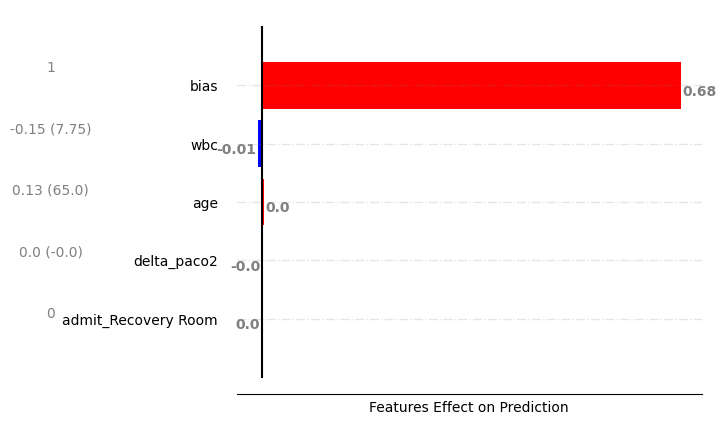 1
bias
0.68
-0.15 (7.75)
wbc
-0.01
0.13 (65.0)
age
0.0
0.0 (-0.0)
delta_paco2
-0.0
0
admit_Recovery Room
0.0
Features Effect on Prediction